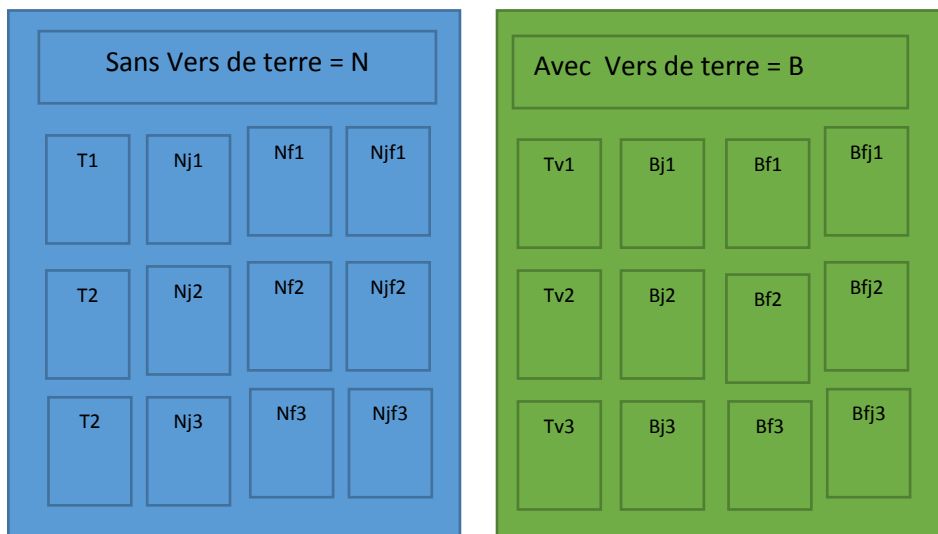 Sans Vers de terre = N
T1 Nj1 Nf1 Njf1
T2 Nj2 Nf2 Njf2
T2 Nj3 Nf3 Njf3
Avec Vers de terre = B
Tv1 Bj1 Bf1 Bfj1
Tv2 Bj2 Bf2 Bfj2
Tv3 Bj3 Bf3 Bfj3